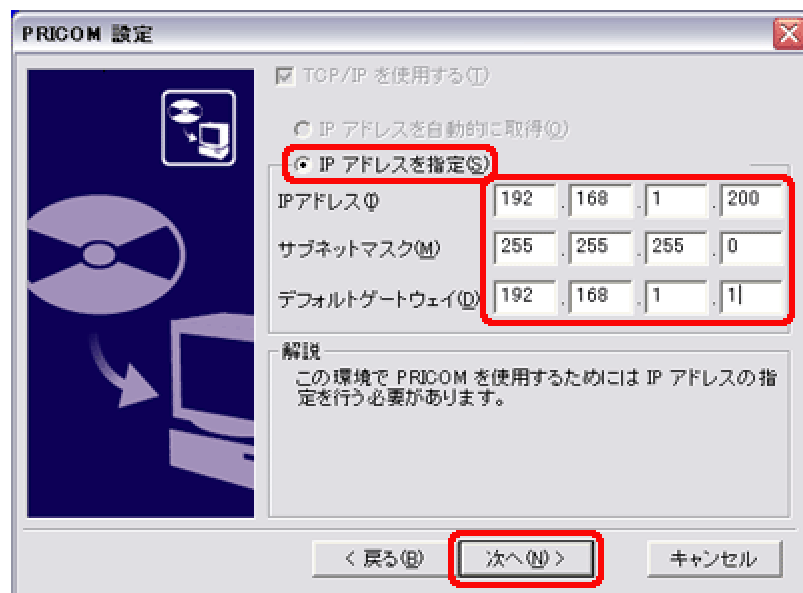 PRICOM 設定
TCP/IP を使用する(T)
IP アドレスを自動的に取得(O)
IP アドレスを指定(S)
IPアドレス(I) 192 . 168 . 1 . 200
サブネットマスク(M) 255 . 255 . 255 . 0
デフォルトゲートウェイ(D) 192 . 168 . 1 . 1
解説
この環境で PRICOM を使用するためには IP アドレスの指
定を行う必要があります。
< 戻る(B) 次へ(N) > キャンセル